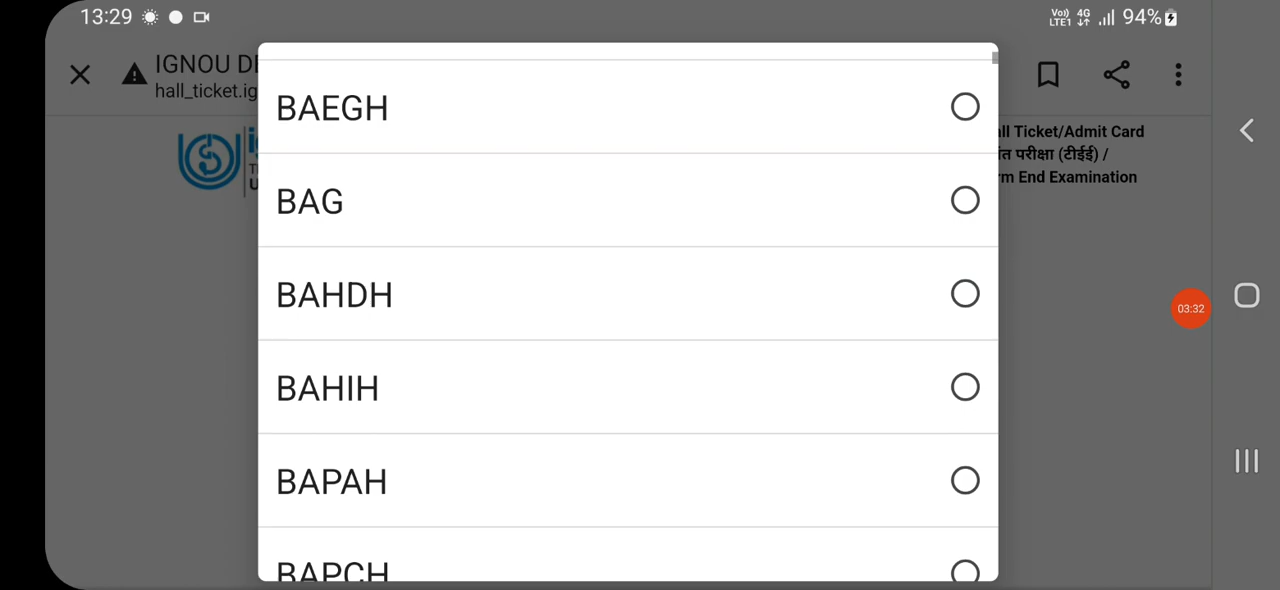 13:29
Vo))
LTE1
4G
94%
IGNOU DE
hall_ticket.ig
BAEGH
BAG
BAHDH
BAHIH
BAPAH
BAPCH
all Ticket/Admit Card
त परीक्षा (टीईई) /
rm End Examination
03:32